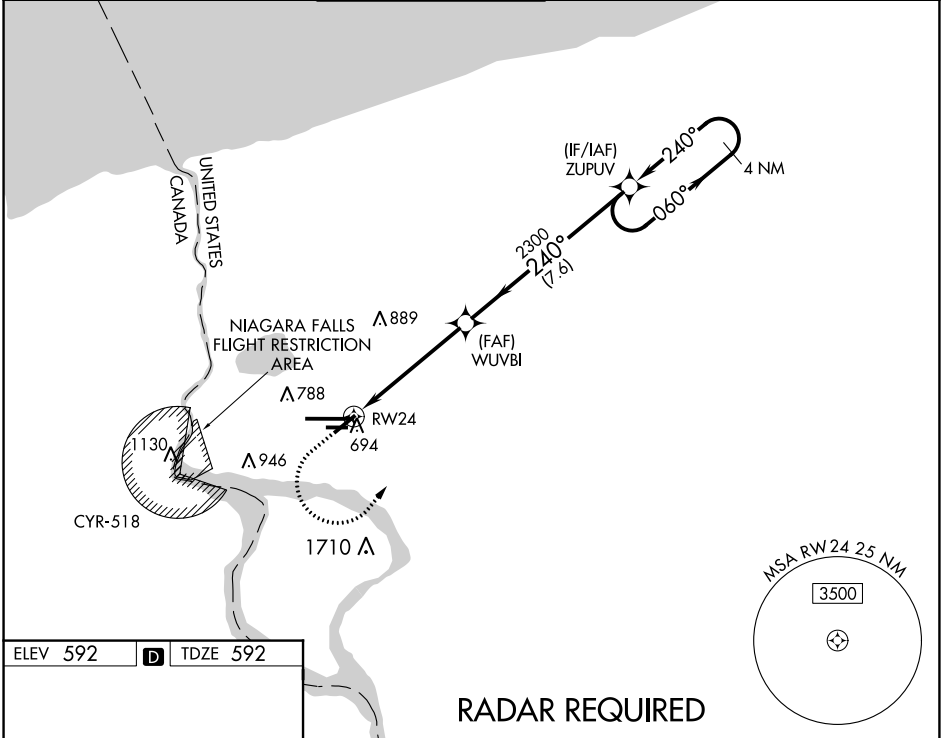 UNITED STATES
CANADA
(IF/IAF)
ZUPUV
240°
060°
4 NM
2300
240°
(7.6)
NIAGARA FALLS
FLIGHT RESTRICTION
AREA
889
(FAF)
WUVBI
788
RW24
694
1130
946
CYR-518
1710
MSA RW24 25 NM
3500
ELEV 592 D TDZE 592
RADAR REQUIRED